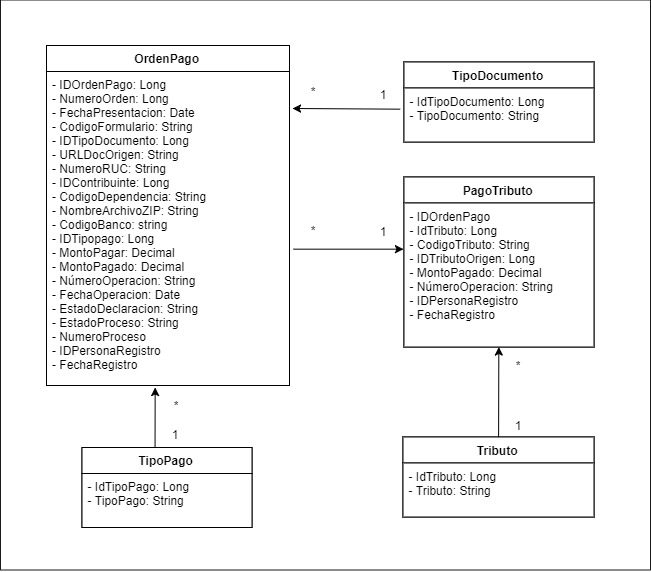 OrdenPago
- IDOrdenPago: Long
- NumeroOrden: Long
- FechaPresentacion: Date
- CodigoFormulario: String
- IDTipoDocumento: Long
- URLDocOrigen: String
- NumeroRUC: String
- IDContribuinte: Long
- CodigoDependencia: String
- NombreArchivoZIP: String
- CodigoBanco: string
- IDTipopago: Long
- MontoPagar: Decimal
- MontoPagado: Decimal
- NúmeroOperacion: String
- FechaOperacion: Date
- EstadoDeclaracion: String
- EstadoProceso: String
- NumeroProceso
- IDPersonaRegistro
- FechaRegistro
* 1
TipoDocumento
- IdTipoDocumento: Long
- TipoDocumento: String
* 1
PagoTributo
- IDOrdenPago
- IdTributo: Long
- CodigoTributo: String
- IDTributoOrigen: Long
- MontoPagado: Decimal
- NúmeroOperacion: String
- IDPersonaRegistro
- FechaRegistro
*
1
TipoPago
- IdTipoPago: Long
- TipoPago: String
*
1
Tributo
- IdTributo: Long
- Tributo: String